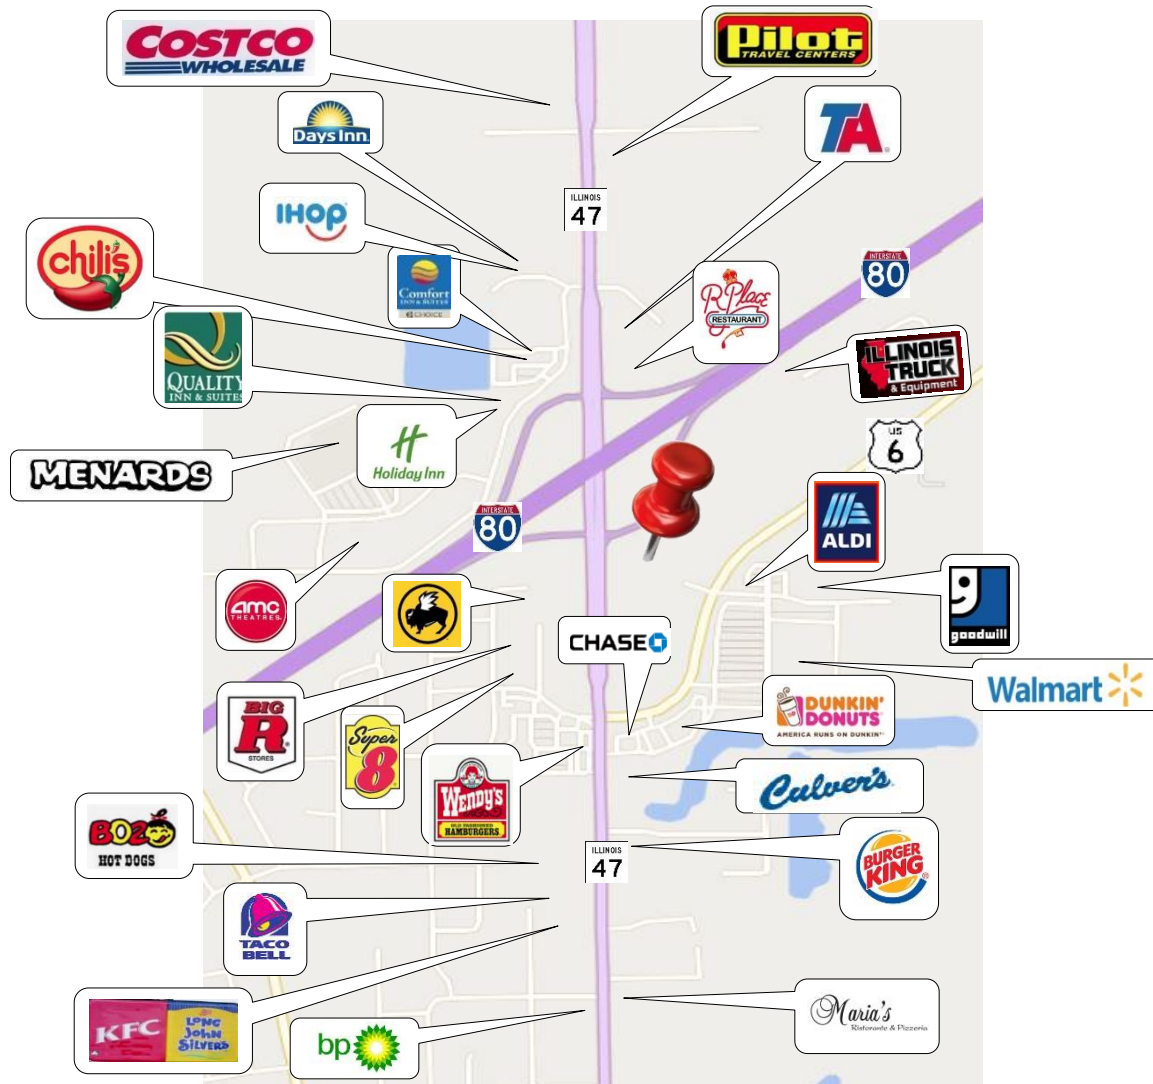 COSTCO
WHOLESALE
Pilot
TRAVEL CENTERS
Days Inn
TA
IHOP
ILLINOIS
47
chili's
Comfort
INN & SUITES
CHOICE
R Place
RESTAURANT
INTERSTATE
80
QUALITY
INN & SUITES
ILLINOIS
TRUCK
& Equipment
US
6
MENARDS
H
Holiday Inn
INTERSTATE
80
ALDI
amc
THEATRES
CHASE
goodwill
Walmart
BIG
R
STORES
Super
8
DUNKIN'
DONUTS
AMERICA RUNS ON DUNKIN'
WENDY'S
OLD FASHIONED
HAMBURGERS
Culver's
BOZO
HOT DOGS
ILLINOIS
47
BURGER
KING
TACO
BELL
KFC
LONG
JOHN
SILVER'S
bp
Maria's
Ristorante & Pizzeria